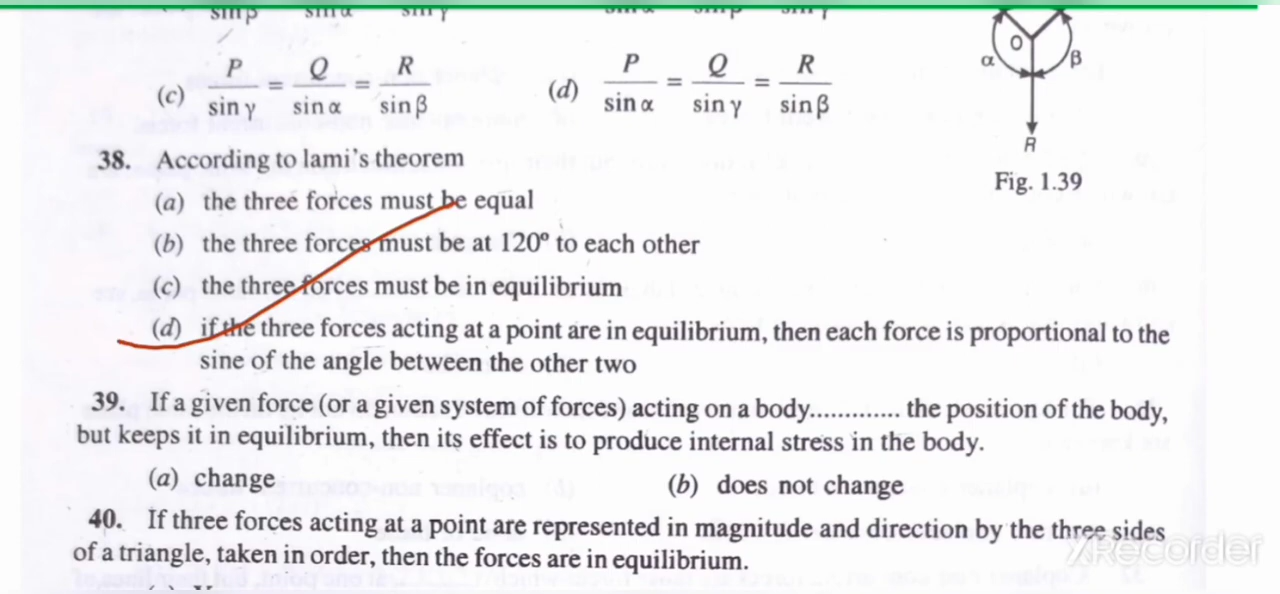 sin β sin α sin γ
(c) P/sin γ = Q/sin α = R/sin β (d) P/sin α = Q/sin γ = R/sin β
O
α β
R
Fig. 1.39
38. According to lami's theorem
(a) the three forces must be equal
(b) the three forces must be at 120º to each other
(c) the three forces must be in equilibrium
(d) if the three forces acting at a point are in equilibrium, then each force is proportional to the
sine of the angle between the other two
39. If a given force (or a given system of forces) acting on a body............. the position of the body,
but keeps it in equilibrium, then its effect is to produce internal stress in the body.
(a) change (b) does not change
40. If three forces acting at a point are represented in magnitude and direction by the three sides
of a triangle, taken in order, then the forces are in equilibrium.
XRecorder